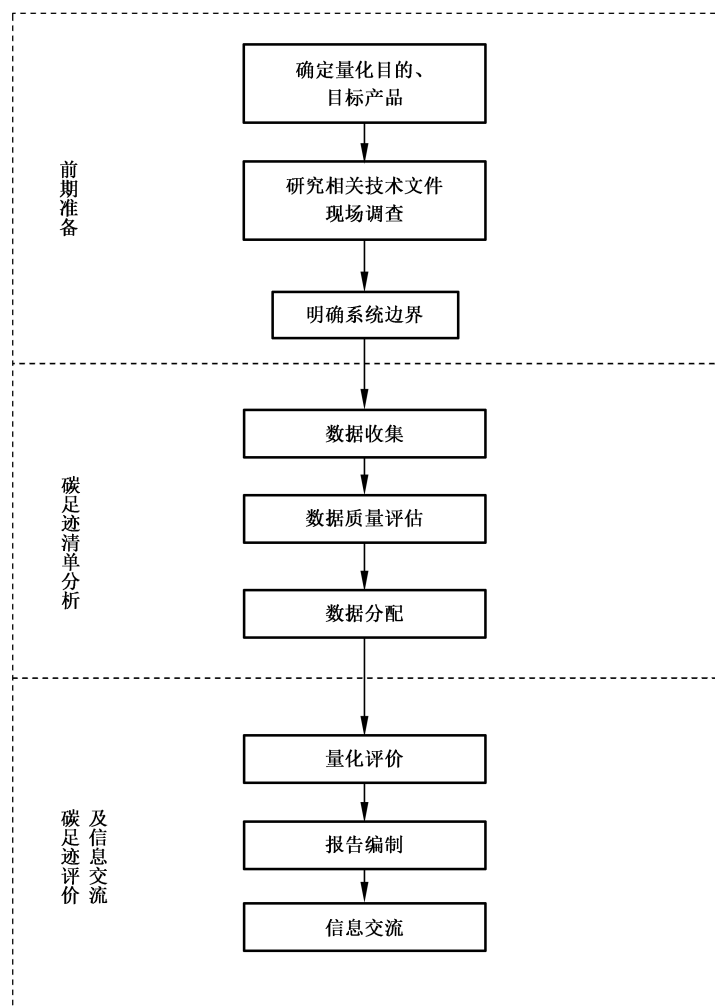 确定量化目的、
目标产品
前期准备
研究相关技术文件
现场调查
明确系统边界
数据收集
碳足迹清单分析
数据质量评估
数据分配
量化评价
碳足迹评价
及信息交流
报告编制
信息交流